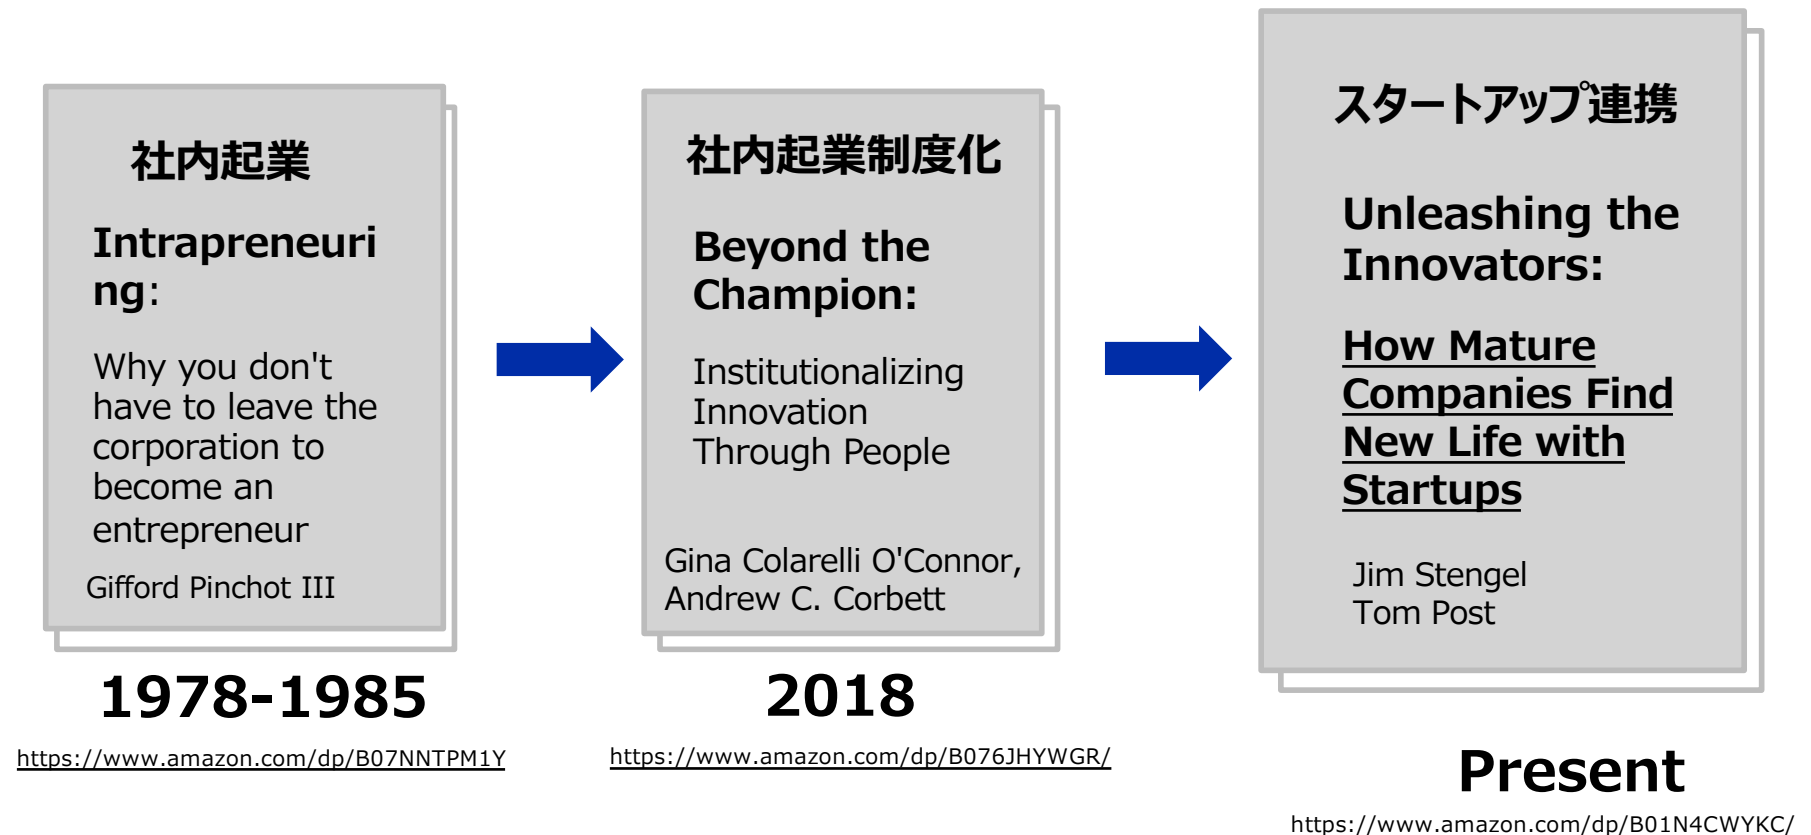 社内起業
Intrapreneuri
ng:
Why you don't
have to leave the
corporation to
become an
entrepreneur
Gifford Pinchot III
1978-1985
https://www.amazon.com/dp/B07NNTPM1Y
社内起業制度化
Beyond the
Champion:
Institutionalizing
Innovation
Through People
Gina Colarelli O'Connor,
Andrew C. Corbett
2018
https://www.amazon.com/dp/B076JHYWGR/
スタートアップ連携
Unleashing the
Innovators:
How Mature
Companies Find
New Life with
Startups
Jim Stengel
Tom Post
Present
https://www.amazon.com/dp/B01N4CWYKC/